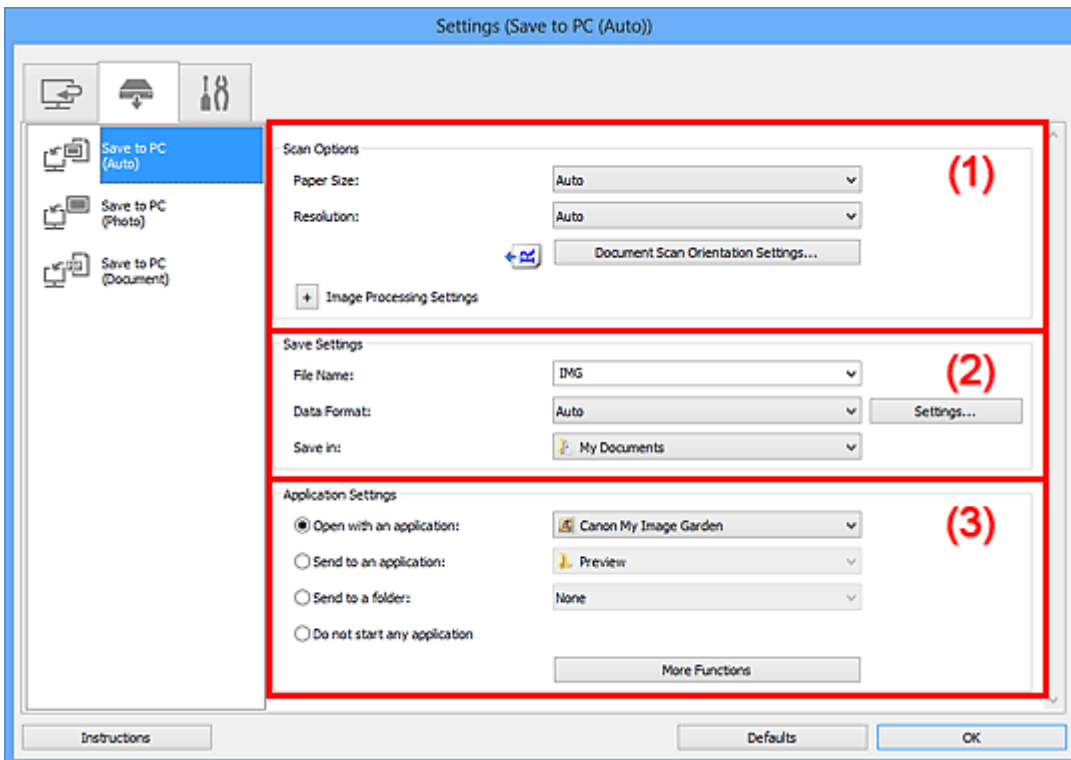 Settings (Save to PC (Auto))
Save to PC
(Auto)
Save to PC
(Photo)
Save to PC
(Document)
Scan Options
(1)
Paper Size: Auto
Resolution: Auto
R Document Scan Orientation Settings...
+ Image Processing Settings
Save Settings
(2)
File Name: IMG
Data Format: Auto Settings...
Save in: My Documents
Application Settings
(3)
Open with an application: Canon My Image Garden
Send to an application: Preview
Send to a folder: None
Do not start any application
More Functions
Instructions Defaults OK